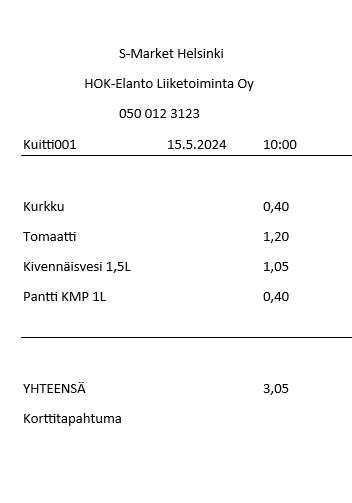 S-Market Helsinki
HOK-Elanto Liiketoiminta Oy
050 012 3123
Kuitti001 15.5.2024 10:00
Kurkku 0,40
Tomaatti 1,20
Kivennäisvesi 1,5L 1,05
Pantti KMP 1L 0,40
YHTEENSÄ 3,05
Korttitapahtuma